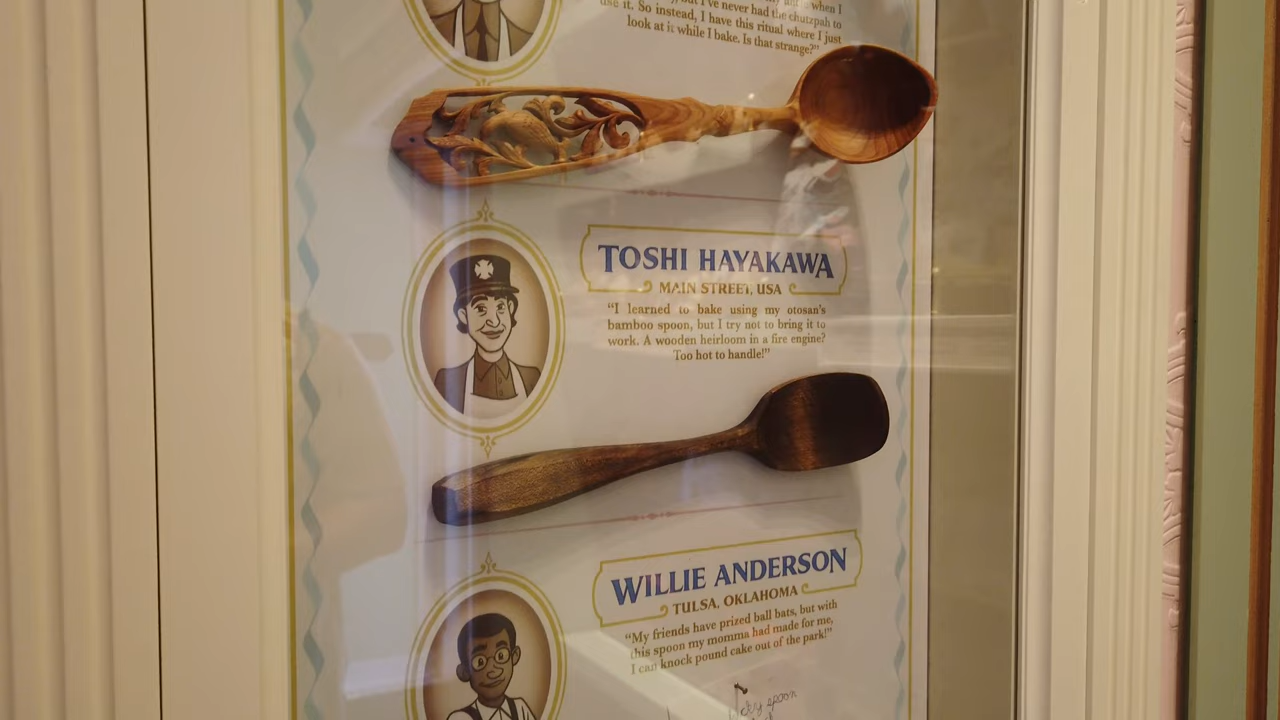 but I've never had the chutzpah to
use it. So instead, I have this ritual where I just
look at it while I bake. Is that strange?"
TOSHI HAYAKAWA
MAIN STREET, USA
"I learned to bake using my otosan's
bamboo spoon, but I try not to bring it to
work. A wooden heirloom in a fire engine?
Too hot to handle!"
WILLIE ANDERSON
TULSA, OKLAHOMA
"My friends have prized ball bats, but with
this spoon my momma had made for me,
I can knock pound cake out of the park!"
spoon